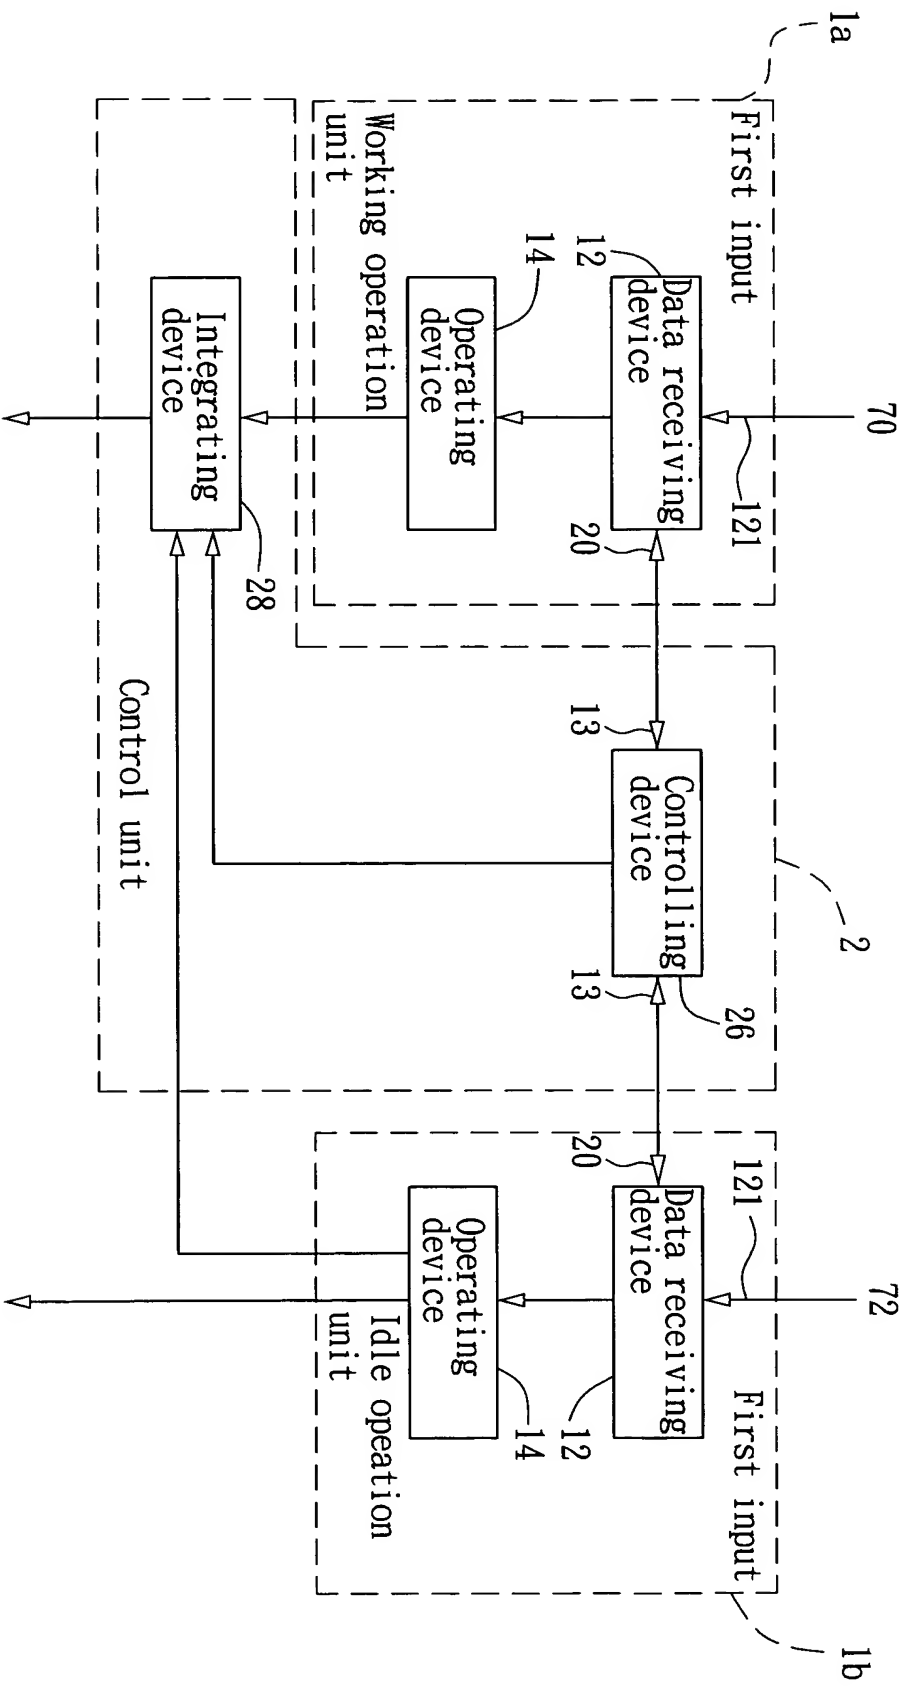 1a
70
First input
121
12
Data receiving
device
20
14
Operating
device
Working operation
unit
Integrating
device
28
2
13
Controlling
device
26
13
Control unit
72
121
First input
20
Data receiving
device
12
Operating
device
14
Idle opeation
unit
1b